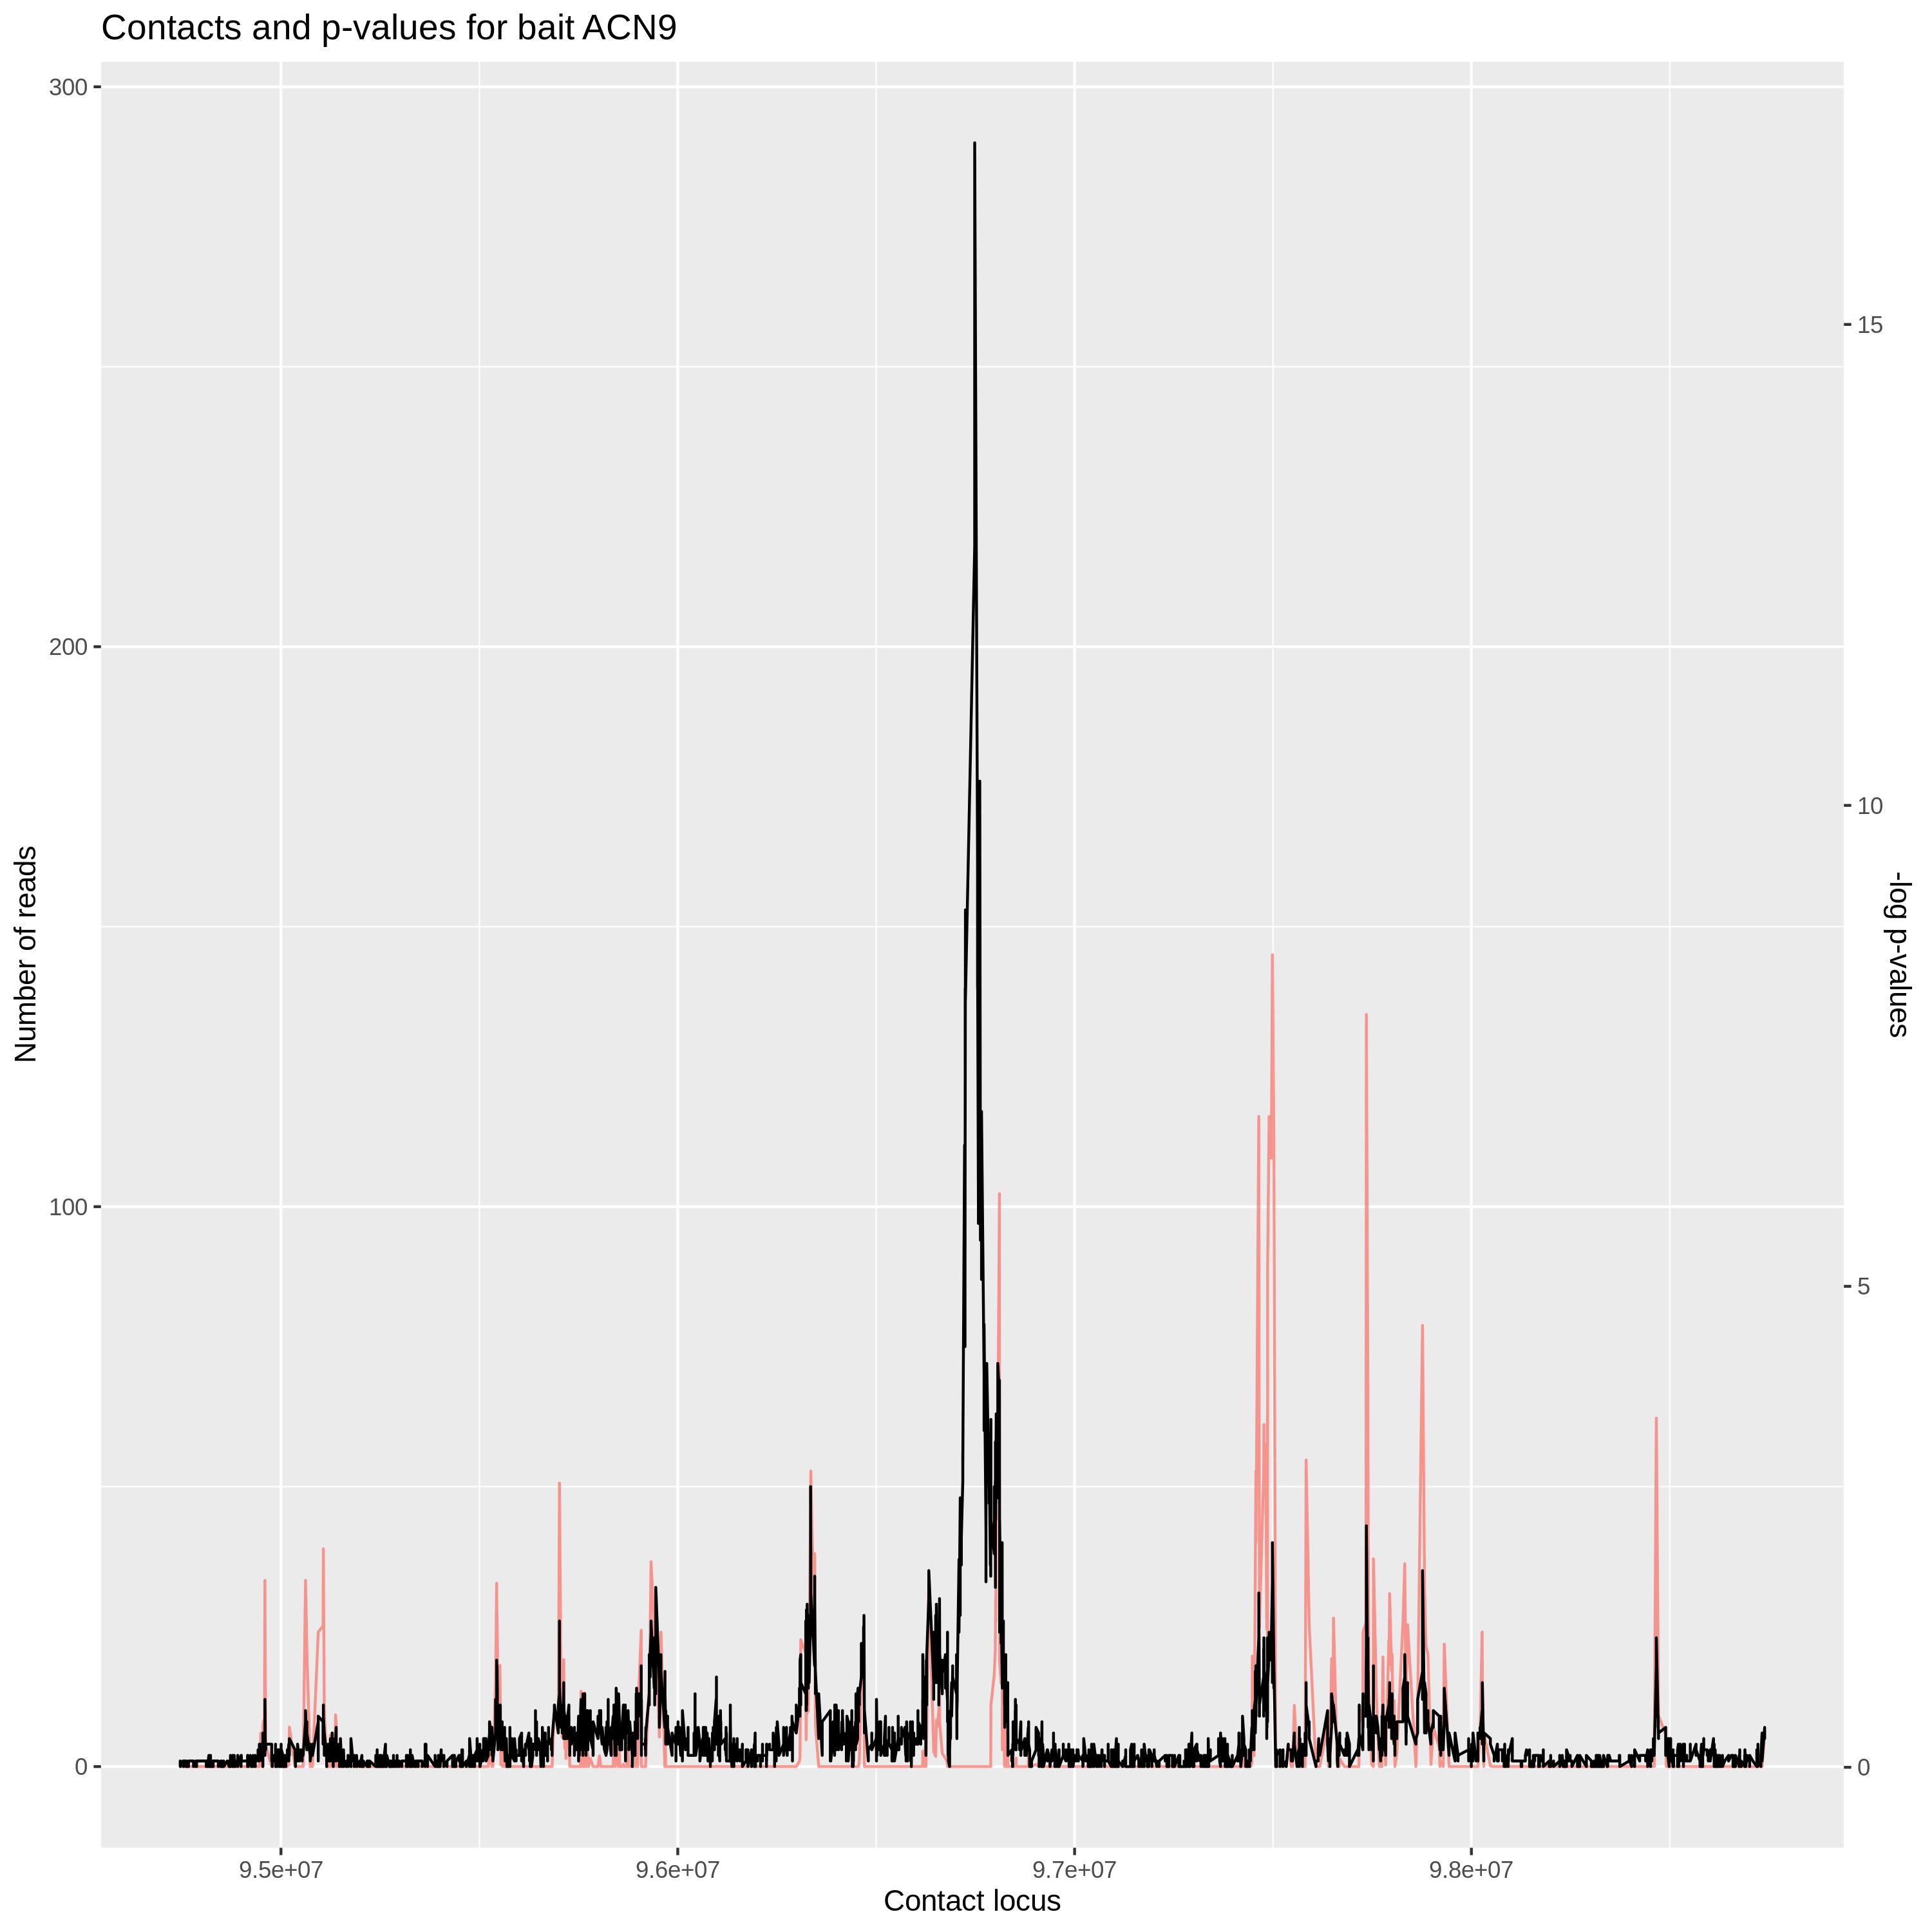 Contacts and p-values for bait ACN9
300
200
100
0
Number of reads
15
10
5
0
-log p-values
9.5e+07
9.6e+07
9.7e+07
9.8e+07
Contact locus